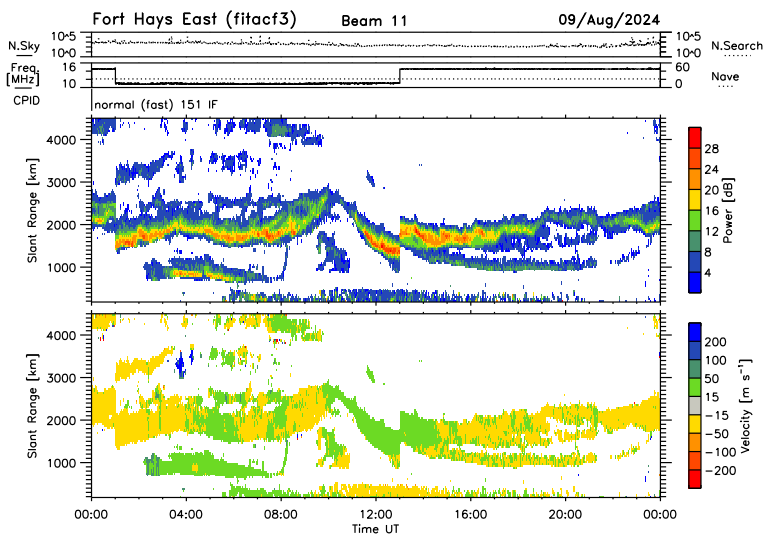 Fort Hays East (fitacf3) Beam 11 09/Aug/2024
N.Sky 10^5 10^0 10^5 10^0 N.Search
Freq. [MHz] 16 10 60 0 Nave
CPID normal (fast) 151 IF
Slant Range [km] 4000 3000 2000 1000
Power [dB] 28 24 20 16 12 8 4
Slant Range [km] 4000 3000 2000 1000
Velocity [m s⁻¹] 200 100 50 15 −15 −50 −100 −200
00:00 04:00 08:00 12:00 16:00 20:00 00:00
Time UT